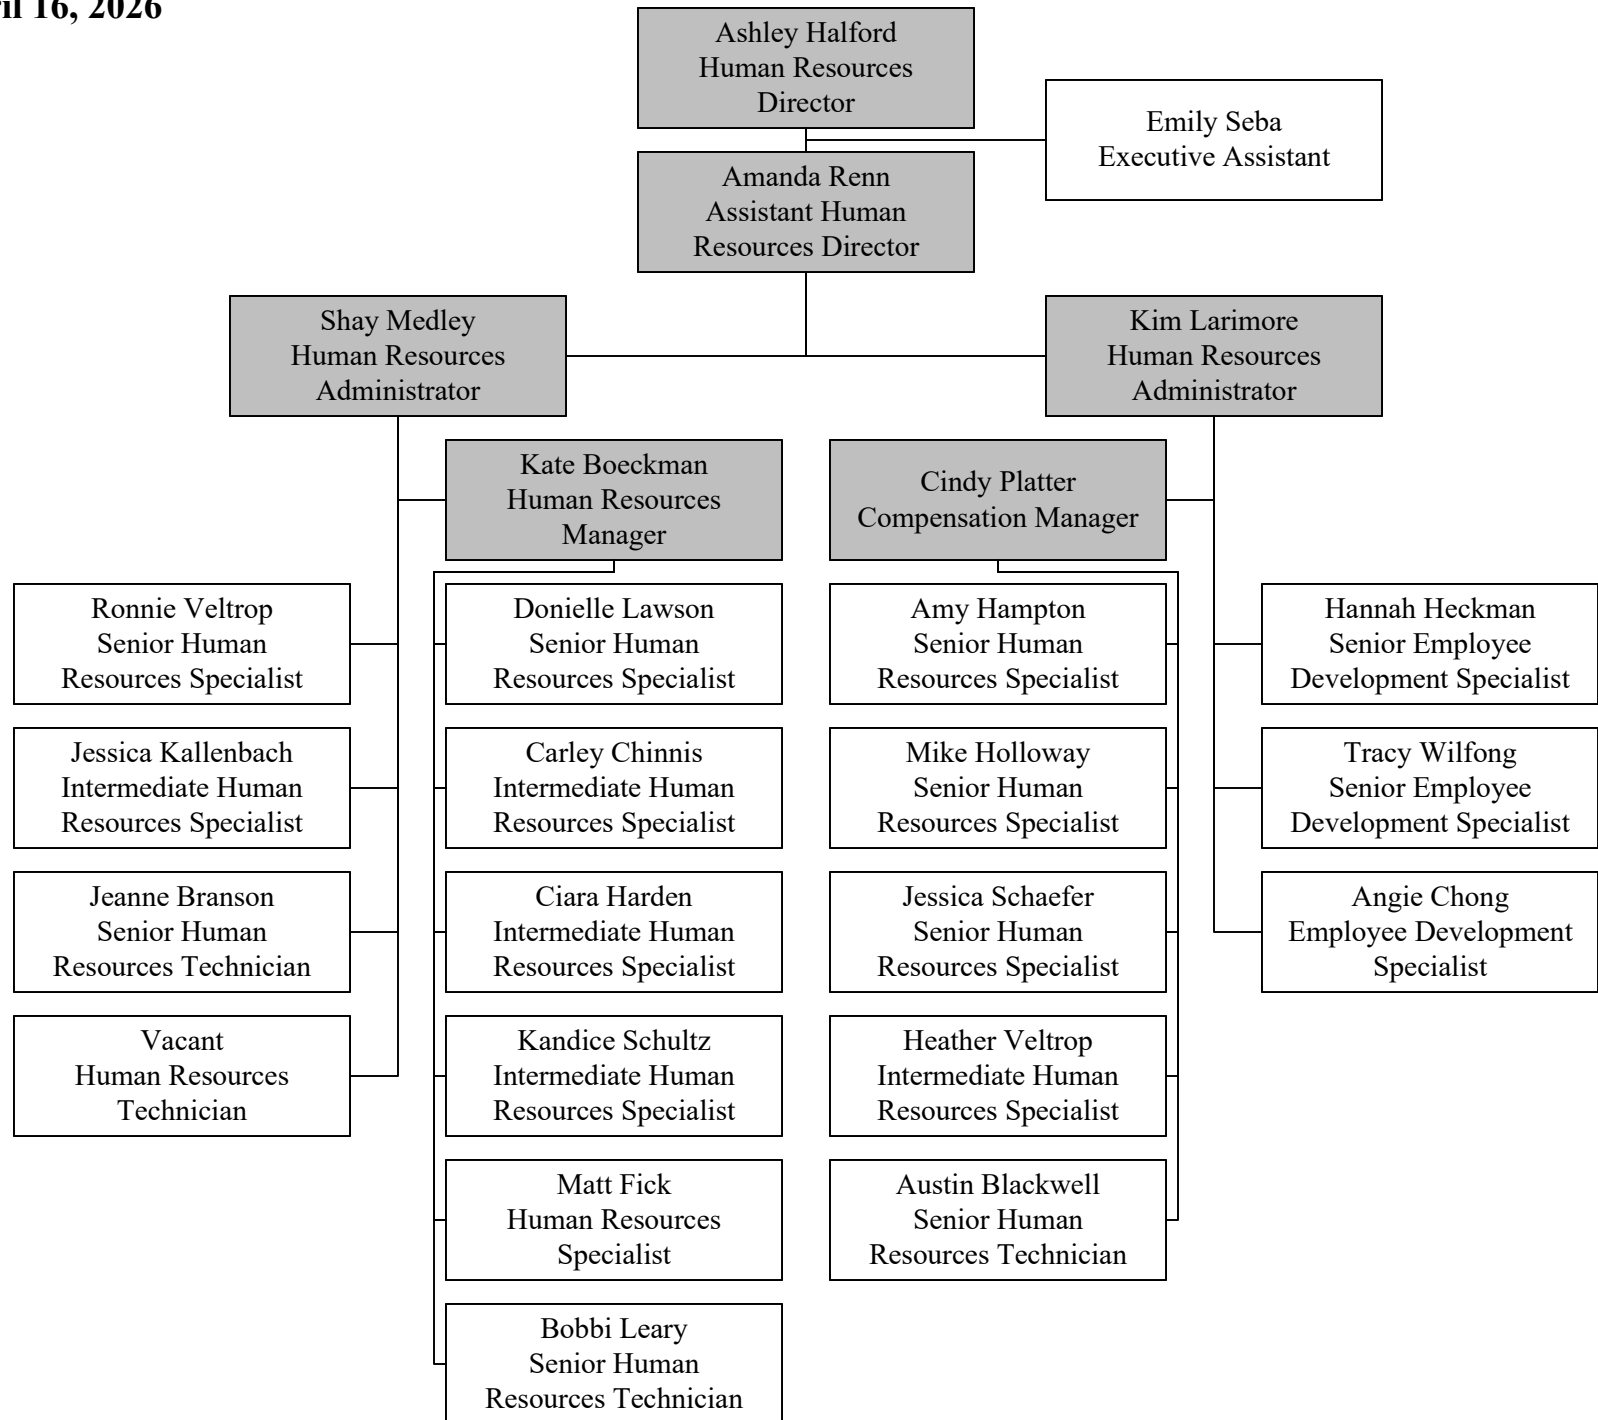 16, 2026
Ashley Halford
Human Resources
Director
Emily Seba
Executive Assistant
Amanda Renn
Assistant Human
Resources Director
Shay Medley
Human Resources
Administrator
Kim Larimore
Human Resources
Administrator
Kate Boeckman
Human Resources
Manager
Cindy Platter
Compensation Manager
Ronnie Veltrop
Senior Human
Resources Specialist
Donielle Lawson
Senior Human
Resources Specialist
Amy Hampton
Senior Human
Resources Specialist
Hannah Heckman
Senior Employee
Development Specialist
Jessica Kallenbach
Intermediate Human
Resources Specialist
Carley Chinnis
Intermediate Human
Resources Specialist
Mike Holloway
Senior Human
Resources Specialist
Tracy Wilfong
Senior Employee
Development Specialist
Jeanne Branson
Senior Human
Resources Technician
Ciara Harden
Intermediate Human
Resources Specialist
Jessica Schaefer
Senior Human
Resources Specialist
Angie Chong
Employee Development
Specialist
Vacant
Human Resources
Technician
Kandice Schultz
Intermediate Human
Resources Specialist
Heather Veltrop
Intermediate Human
Resources Specialist
Matt Fick
Human Resources
Specialist
Austin Blackwell
Senior Human
Resources Technician
Bobbi Leary
Senior Human
Resources Technician